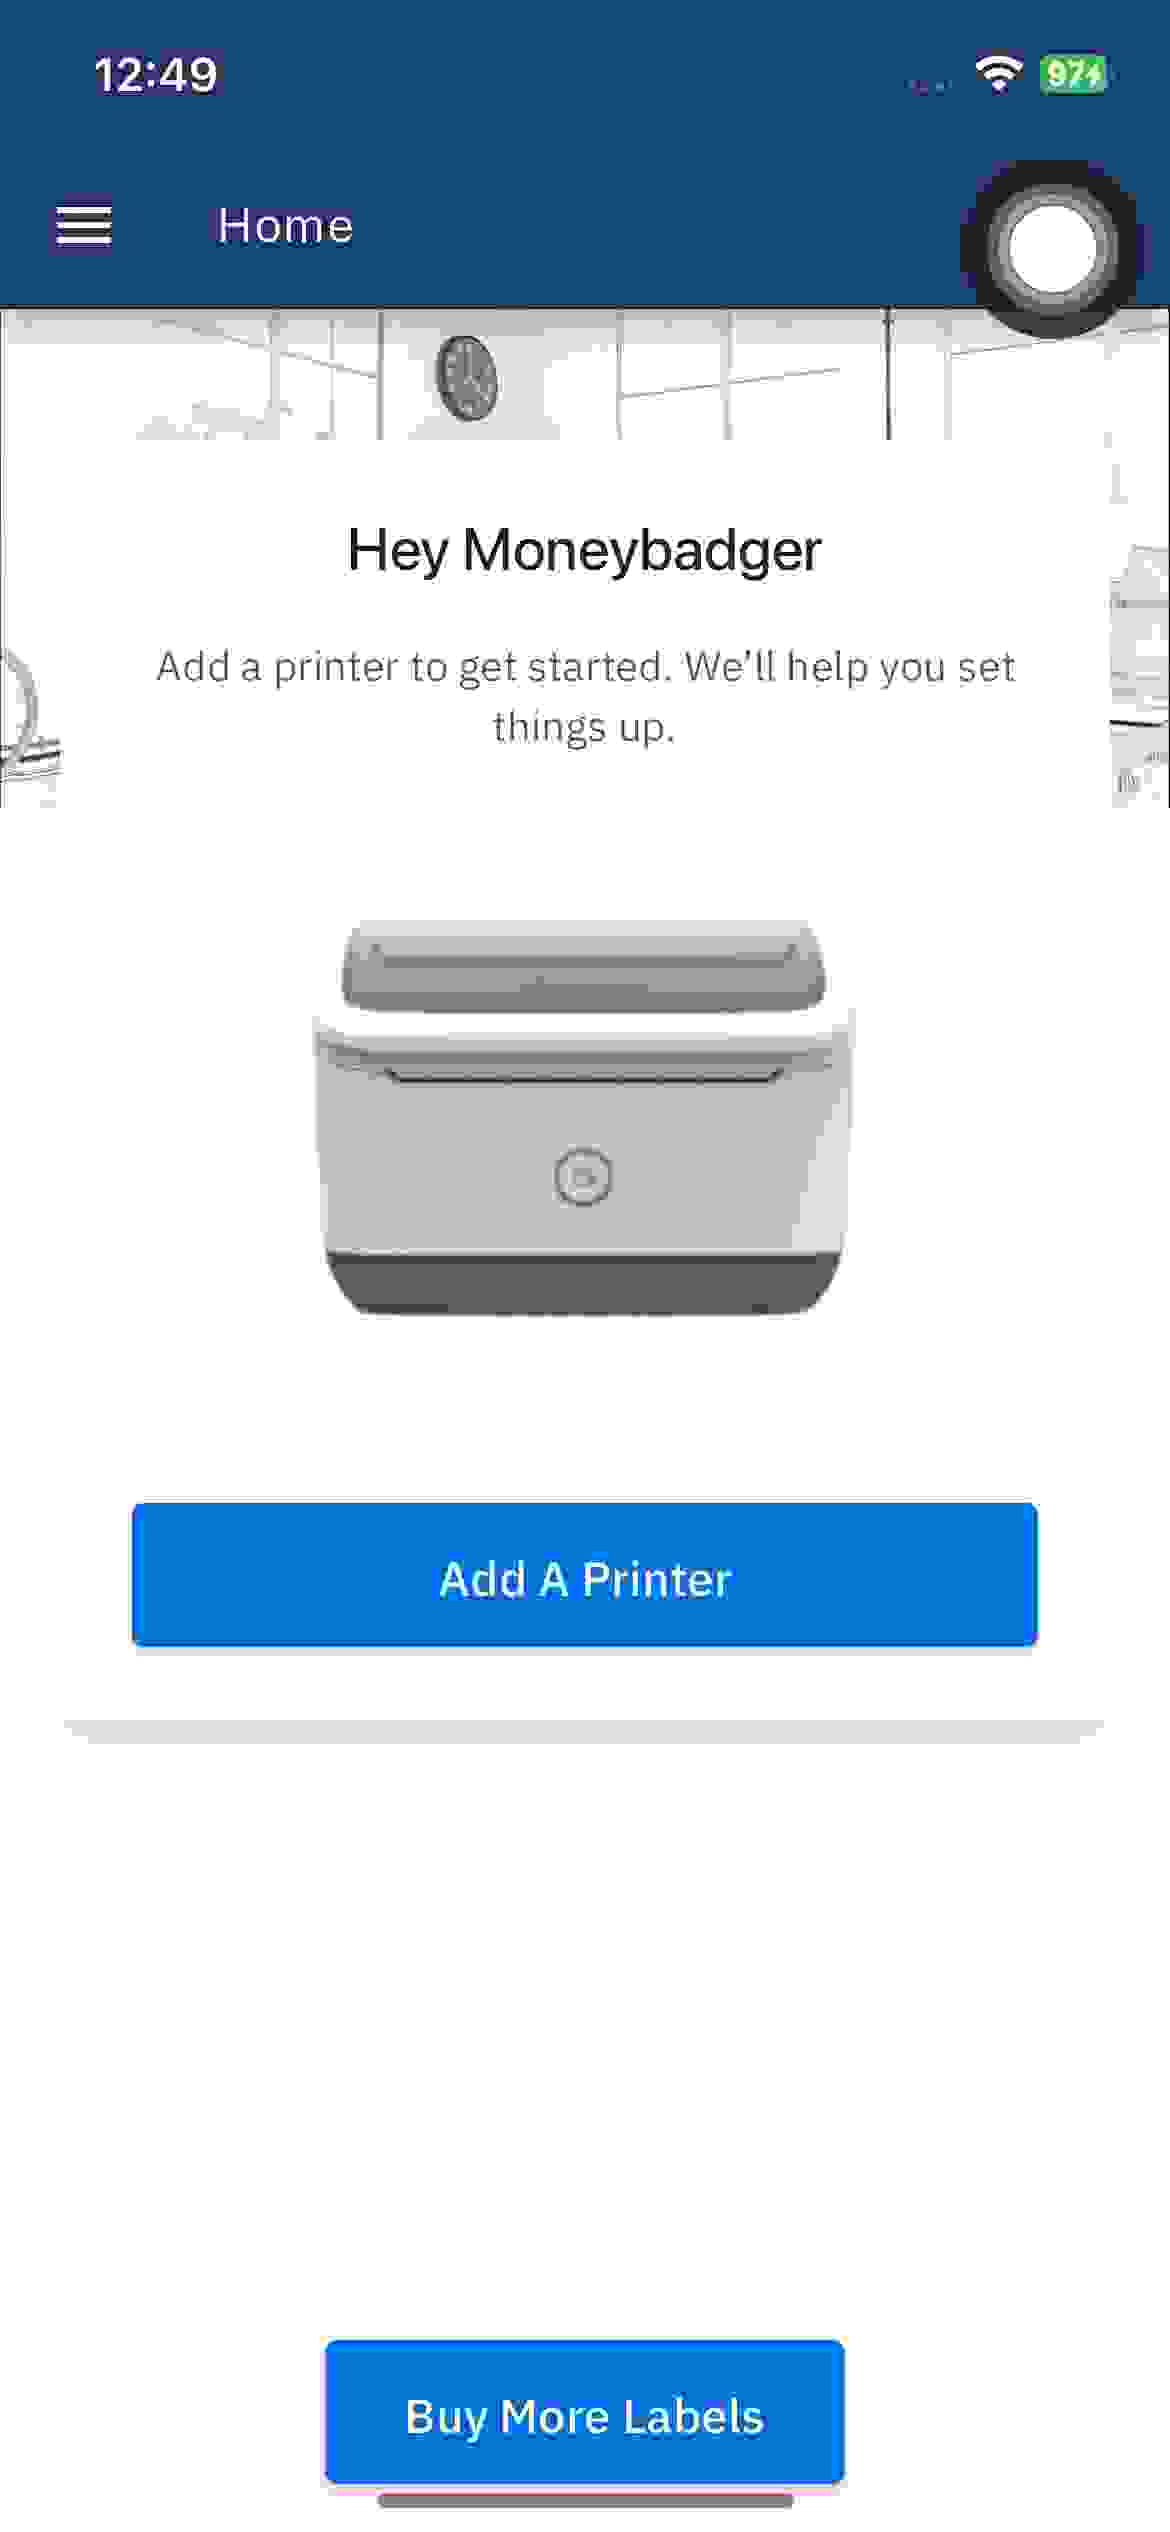 12:49
97
Home
Hey Moneybadger
Add a printer to get started. We'll help you set
things up.
Add A Printer
Buy More Labels